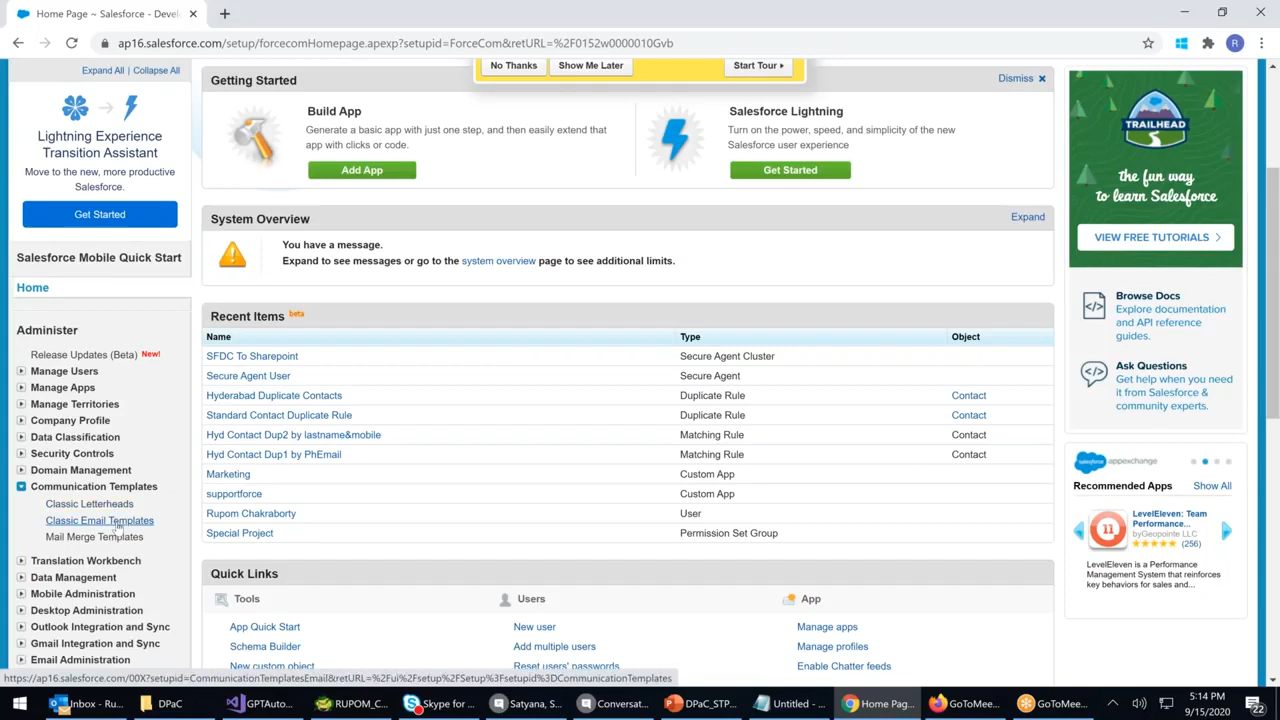 Home Page ~ Salesforce - Devel
ap16.salesforce.com/setup/forcecomHomepage.apexp?setupid=ForceCom&retURL=%2F0152w0000010Gvb
R
Expand All | Collapse All
Lightning Experience
Transition Assistant
Move to the new, more productive
Salesforce.
Get Started
Salesforce Mobile Quick Start
Home
Administer
Release Updates (Beta) New!
Manage Users
Manage Apps
Manage Territories
Company Profile
Data Classification
Security Controls
Domain Management
Communication Templates
Classic Letterheads
Classic Email Templates
Mail Merge Templates
Translation Workbench
Data Management
Mobile Administration
Desktop Administration
Outlook Integration and Sync
Gmail Integration and Sync
Email Administration
No Thanks
Show Me Later
Start Tour
Getting Started
Dismiss
Build App
Generate a basic app with just one step, and then easily extend that
app with clicks or code.
Add App
Salesforce Lightning
Turn on the power, speed, and simplicity of the new
Salesforce user experience
Get Started
System Overview
Expand
You have a message.
Expand to see messages or go to the system overview page to see additional limits.
Recent Items beta
Name Type Object
SFDC To Sharepoint Secure Agent Cluster
Secure Agent User Secure Agent
Hyderabad Duplicate Contacts Duplicate Rule Contact
Standard Contact Duplicate Rule Duplicate Rule Contact
Hyd Contact Dup2 by lastname&mobile Matching Rule Contact
Hyd Contact Dup1 by PhEmail Matching Rule Contact
Marketing Custom App
supportforce Custom App
Rupom Chakraborty User
Special Project Permission Set Group
Quick Links
Tools Users App
App Quick Start New user Manage apps
Schema Builder Add multiple users Manage profiles
New custom object Reset users' passwords Enable Chatter feeds
TRAILHEAD
the fun way
to learn Salesforce
VIEW FREE TUTORIALS
Browse Docs
Explore documentation
and API reference
guides.
Ask Questions
Get help when you need
it from Salesforce &
community experts.
salesforce appexchange
Recommended Apps Show All
LevelEleven: Team
Performance...
byGeopointe LLC
(256)
LevelEleven is a Performance
Management System that reinforces
key behaviors for sales and...
https://ap16.salesforce.com/00X?setupid=CommunicationTemplatesEmail&retURL=%2Fui%2Fsetup%2FSetup%3Fsetupid%3DCommunicationTemplates
Inbox - Ru...
DPaC
GPTAuto...
RUPOM_C...
Skype for ...
Satyana, S...
Conversat...
DPaC_STP...
Untitled - ...
Home Pag...
GoToMee...
GoToMee...
5:14 PM
9/15/2020
22